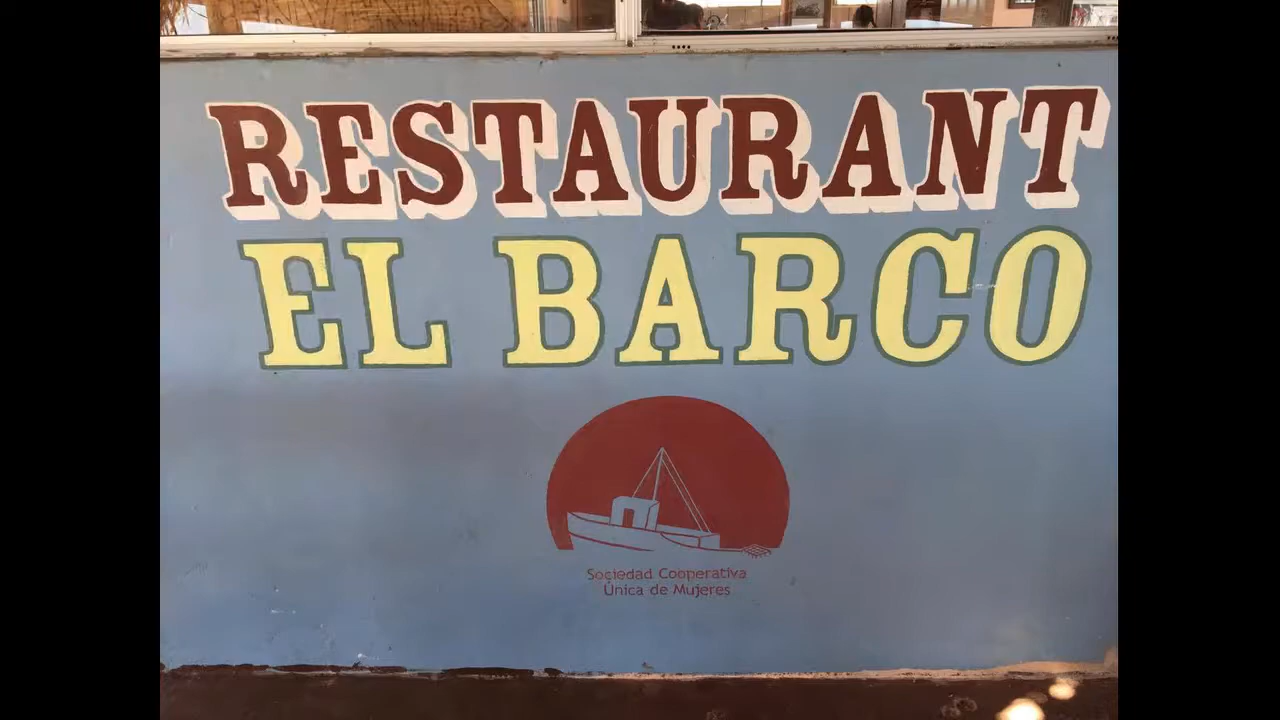 RESTAURANT
EL BARCO
Sociedad Cooperativa
Única de Mujeres